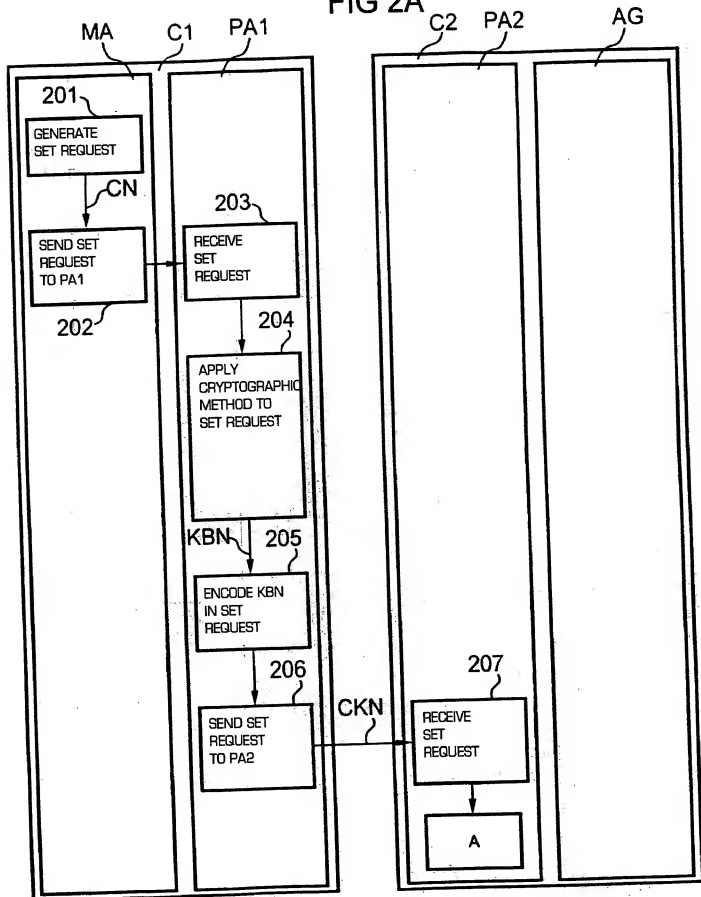 FIG 2A
MA
C1
PA1
C2
PA2
AG
201
GENERATE
SET REQUEST
CN
SEND SET
REQUEST
TO PA1
202
203
RECEIVE
SET
REQUEST
204
APPLY
CRYPTOGRAPHIC
METHOD TO
SET REQUEST
KBN
205
ENCODE KBN
IN SET
REQUEST
206
SEND SET
REQUEST
TO PA2
CKN
207
RECEIVE
SET
REQUEST
A